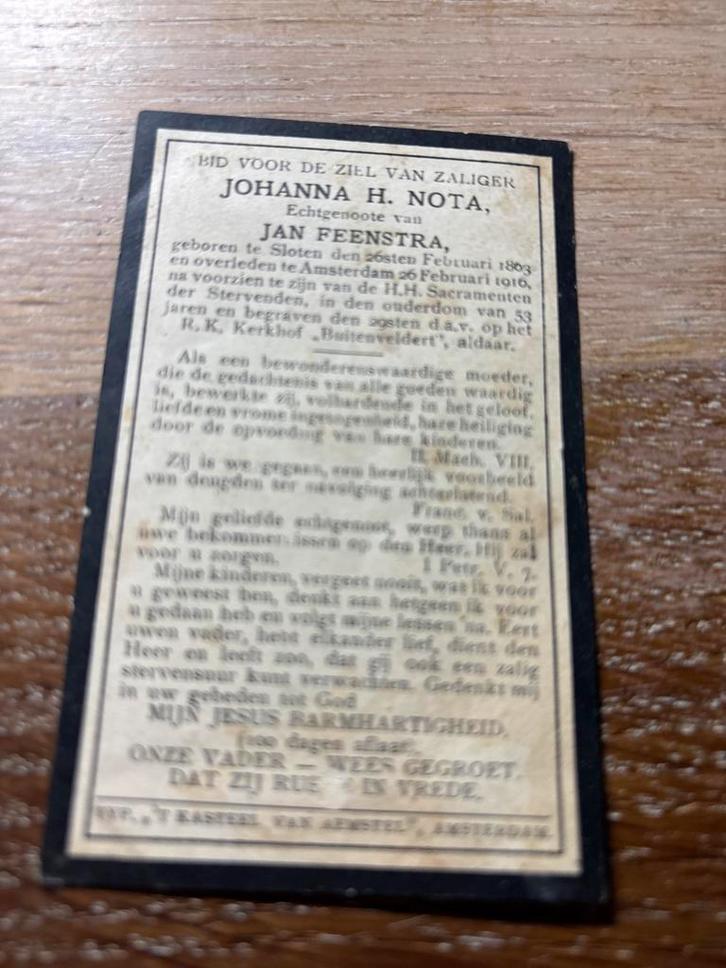 BID VOOR DE ZIEL VAN ZALIGER
JOHANNA H. NOTA,
Echtgenoote van
JAN FEENSTRA,
geboren te Sloten den 26sten Februari 1863
en overleden te Amsterdam 26 Februari 1916,
na voorzien te zijn van de H.H. Sacramenten
der Stervenden, in den ouderdom van 53
jaren en begraven den 29sten d.a.v. op het
R. K. Kerkhof „Buitenveldert", aldaar.
Als een bewonderenswaardige moeder,
die de gedachtenis van alle goeden waardig
is, bewerkte zij, volhardende in het geloof,
liefde en vrome ingetogenheid, hare heiliging
door de opvoeding van hare kinderen.
II Mach. VIII.
Zij is weggegaan, een heerlijk voorbeeld
van deugden ter navolging achterlatend.
Franc. v. Sal.
Mijn geliefde echtgenoot, werp thans al
uwe bekommernissen op den Heer. Hij zal
voor u zorgen. I Petr. V. 7.
Mijne kinderen, vergeet nooit, was ik voor
u geweest ben, denkt aan hetgeen ik voor
u gedaan heb en volgt mijne lessen na. Eert
uwen vader, hebt elkander lief, dient den
Heer en leeft zoo, dat gij ook een zalig
stervensuur kunt verwachten. Gedenkt mij
in uw gebeden tot God
MIJN JESUS BARMHARTIGHEID.
(100 dagen aflaat).
ONZE VADER — WEES GEGROET.
DAT ZIJ RUE IN VREDE.
"'T KASTEEL VAN AEMSTEL", AMSTERDAM.